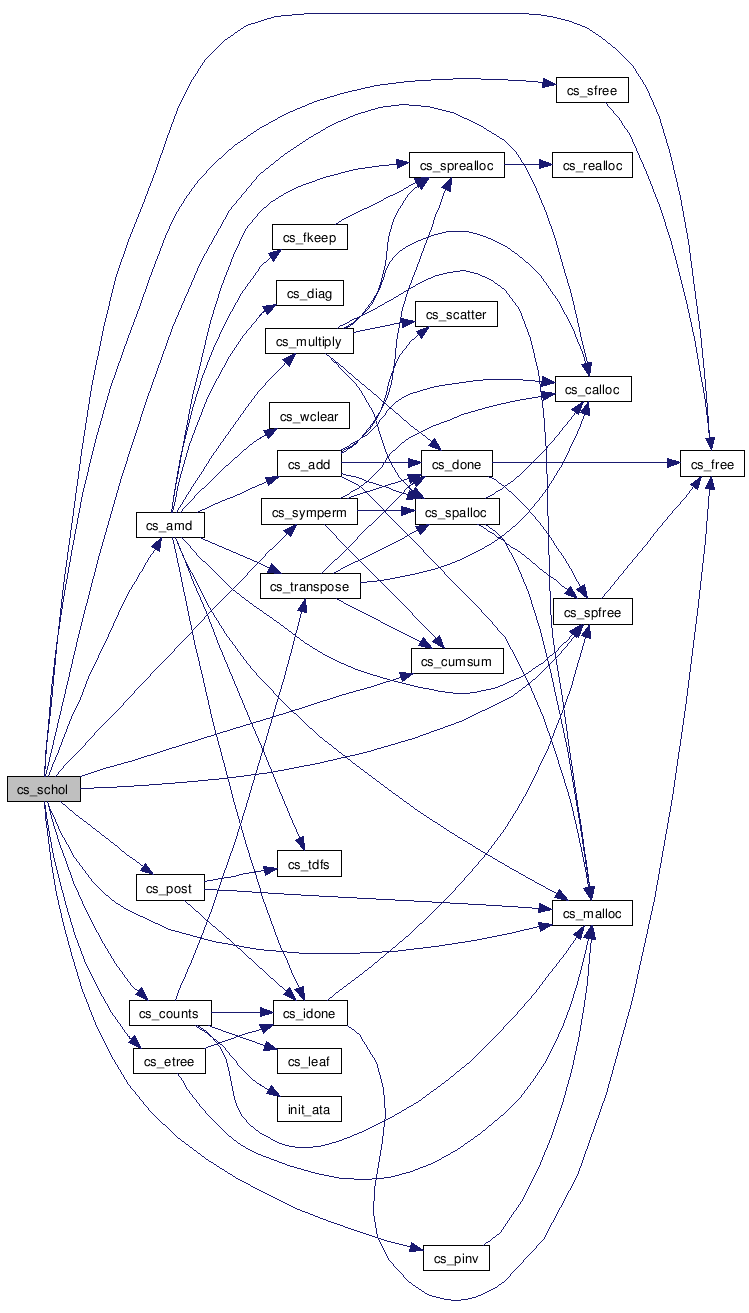 cs_sfree
cs_sprealloc
cs_realloc
cs_fkeep
cs_diag
cs_scatter
cs_multiply
cs_calloc
cs_wclear
cs_add
cs_done
cs_free
cs_symperm
cs_spalloc
cs_amd
cs_transpose
cs_spfree
cs_cumsum
cs_schol
cs_tdfs
cs_post
cs_malloc
cs_counts
cs_idone
cs_etree
cs_leaf
init_ata
cs_pinv